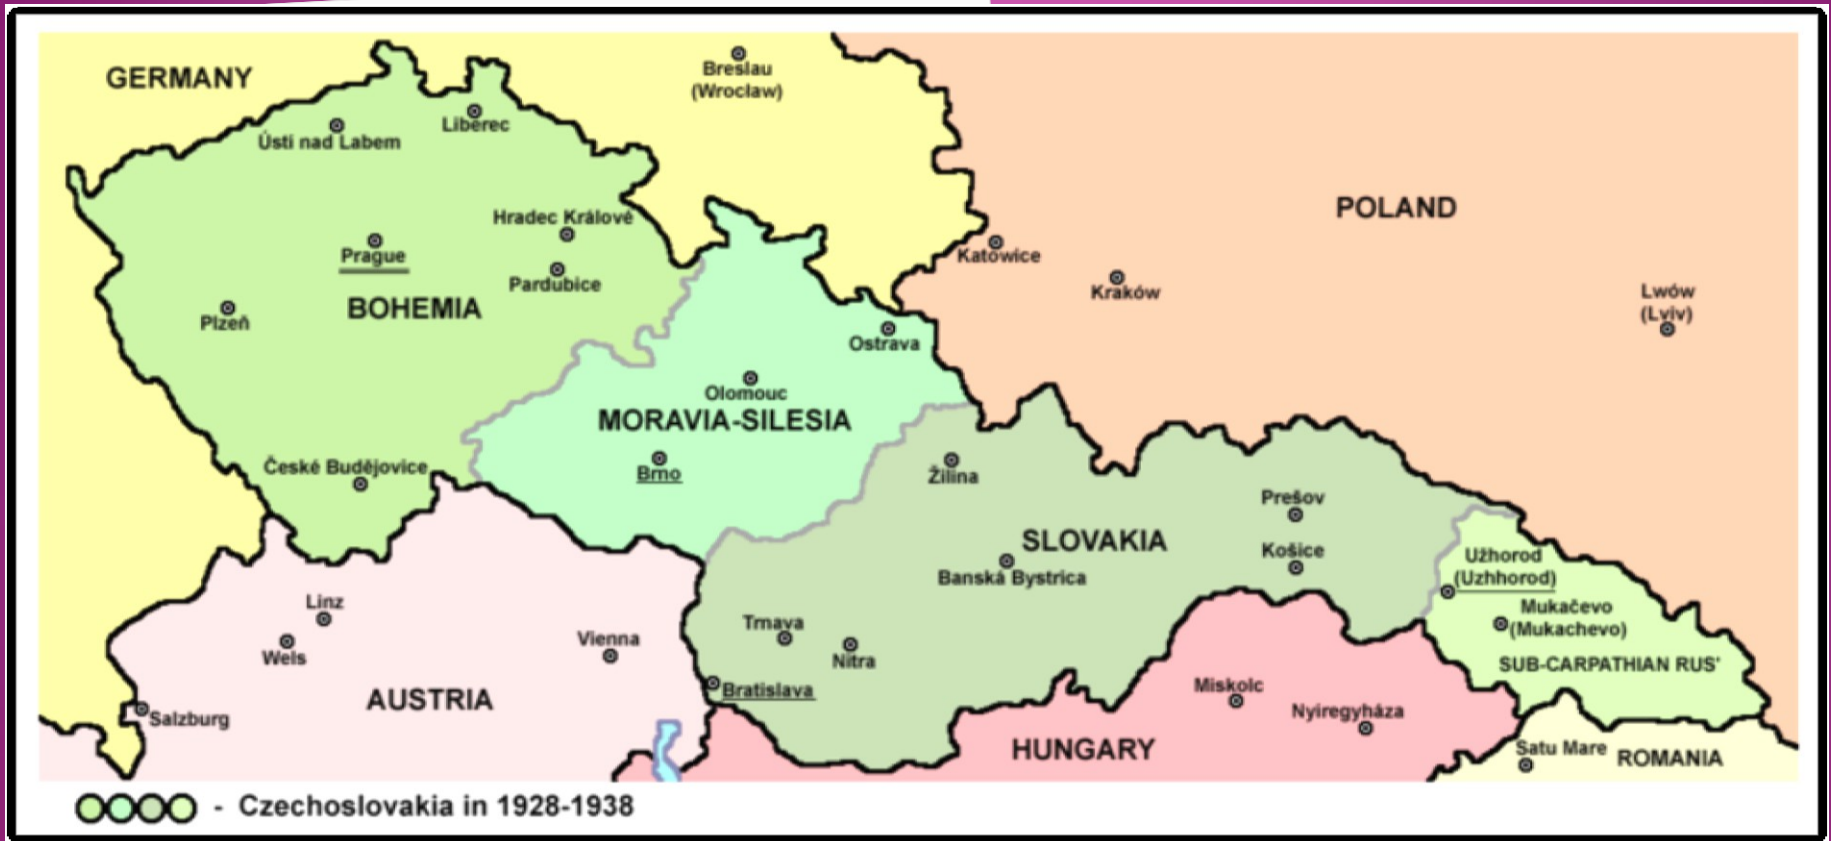 GERMANY
Breslau
(Wroclaw)
Liberec
Ústi nad Labem
POLAND
Hradec Králové
Prague
Katowice
Pardubice
Kraków
Lwów
(Lviv)
BOHEMIA
Plzeň
Ostrava
Olomouc
MORAVIA-SILESIA
České Budějovice
Brno
Žilina
Prešov
SLOVAKIA
Košice
Banská Bystrica
Užhorod
(Uzhhorod)
Mukačevo
(Mukachevo)
SUB-CARPATHIAN RUS'
Linz
Wels
Vienna
Trnava
Nitra
Bratislava
AUSTRIA
Salzburg
Miskolc
Nyiregyháza
HUNGARY
Satu Mare
ROMANIA
- Czechoslovakia in 1928-1938